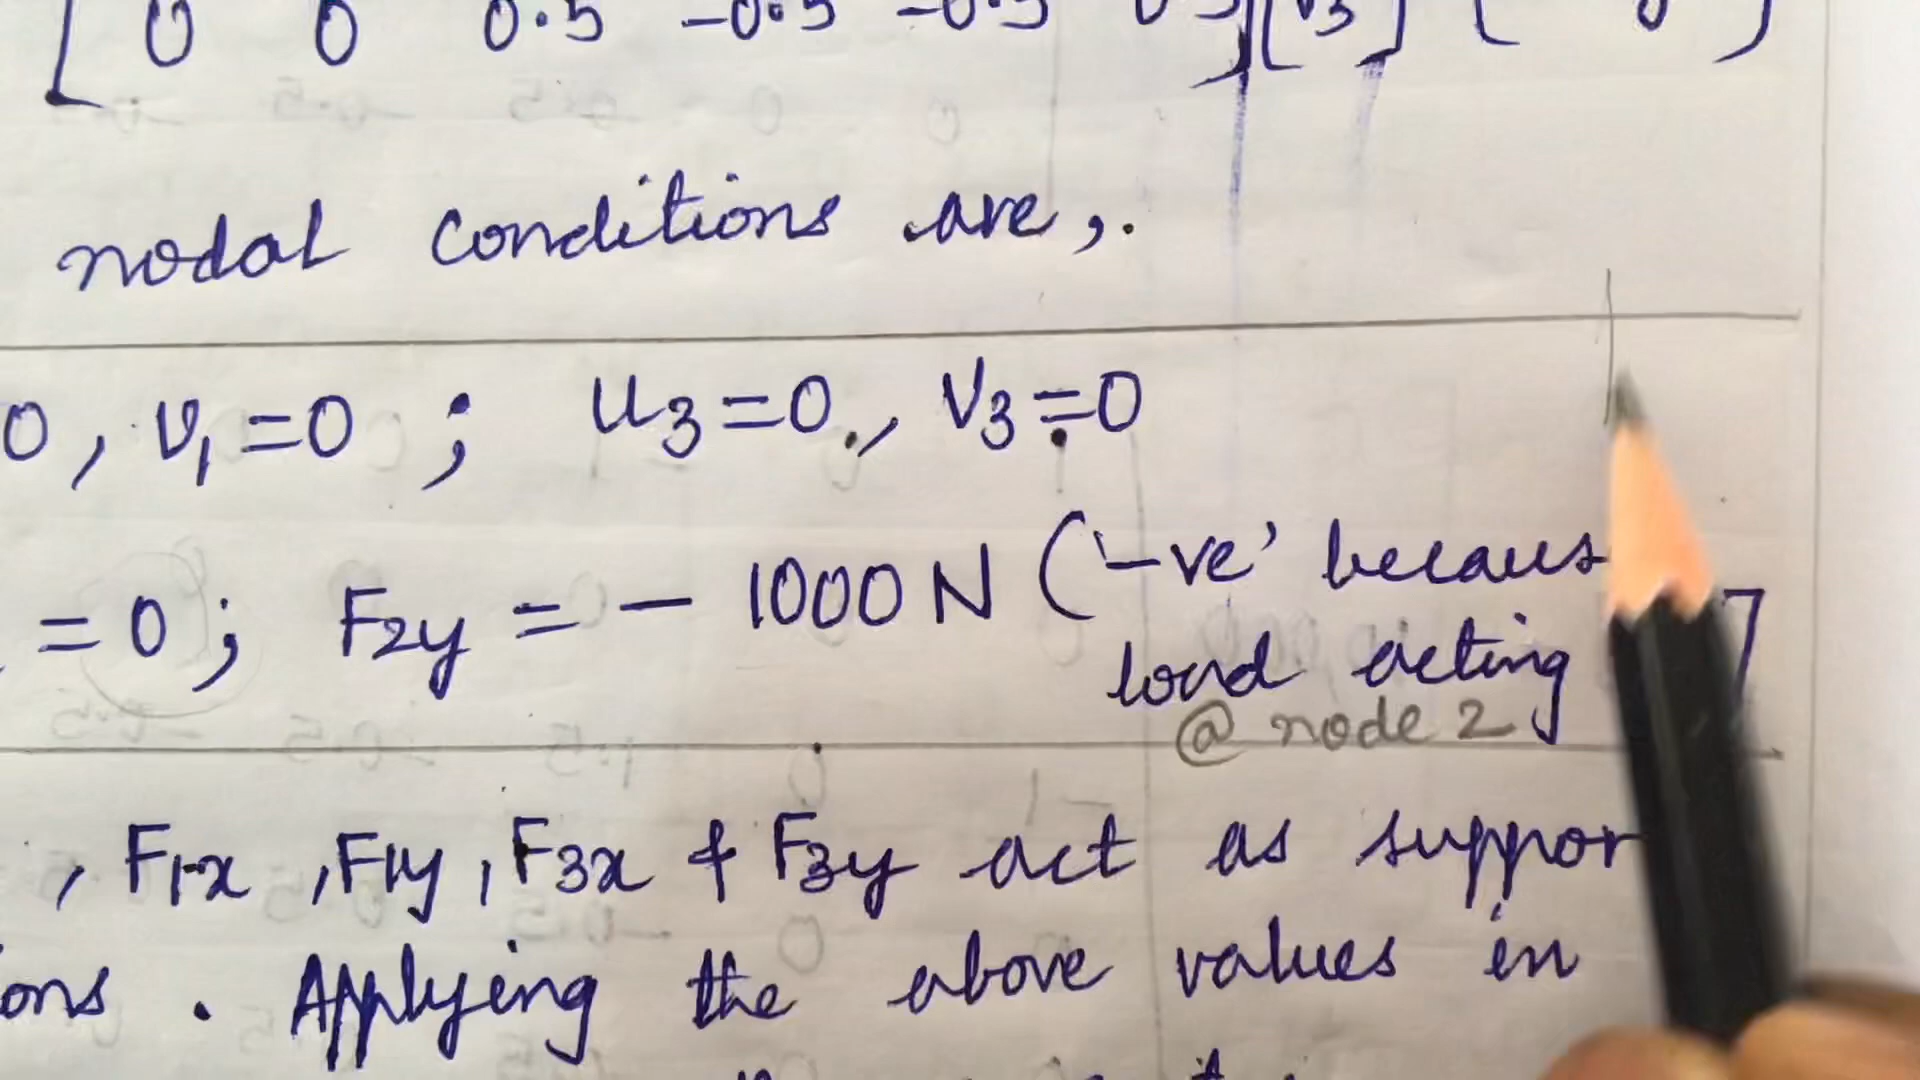 0 0 0.5 -0.5 -0.5
nodal conditions are,.
0, v1=0 ; u3=0, v3=0
=0; F2y = - 1000 N ('-ve' becaus
load acting
@ node 2
, F1x, F1y, F3x & F3y act as suppor
ons. Applying the above values in